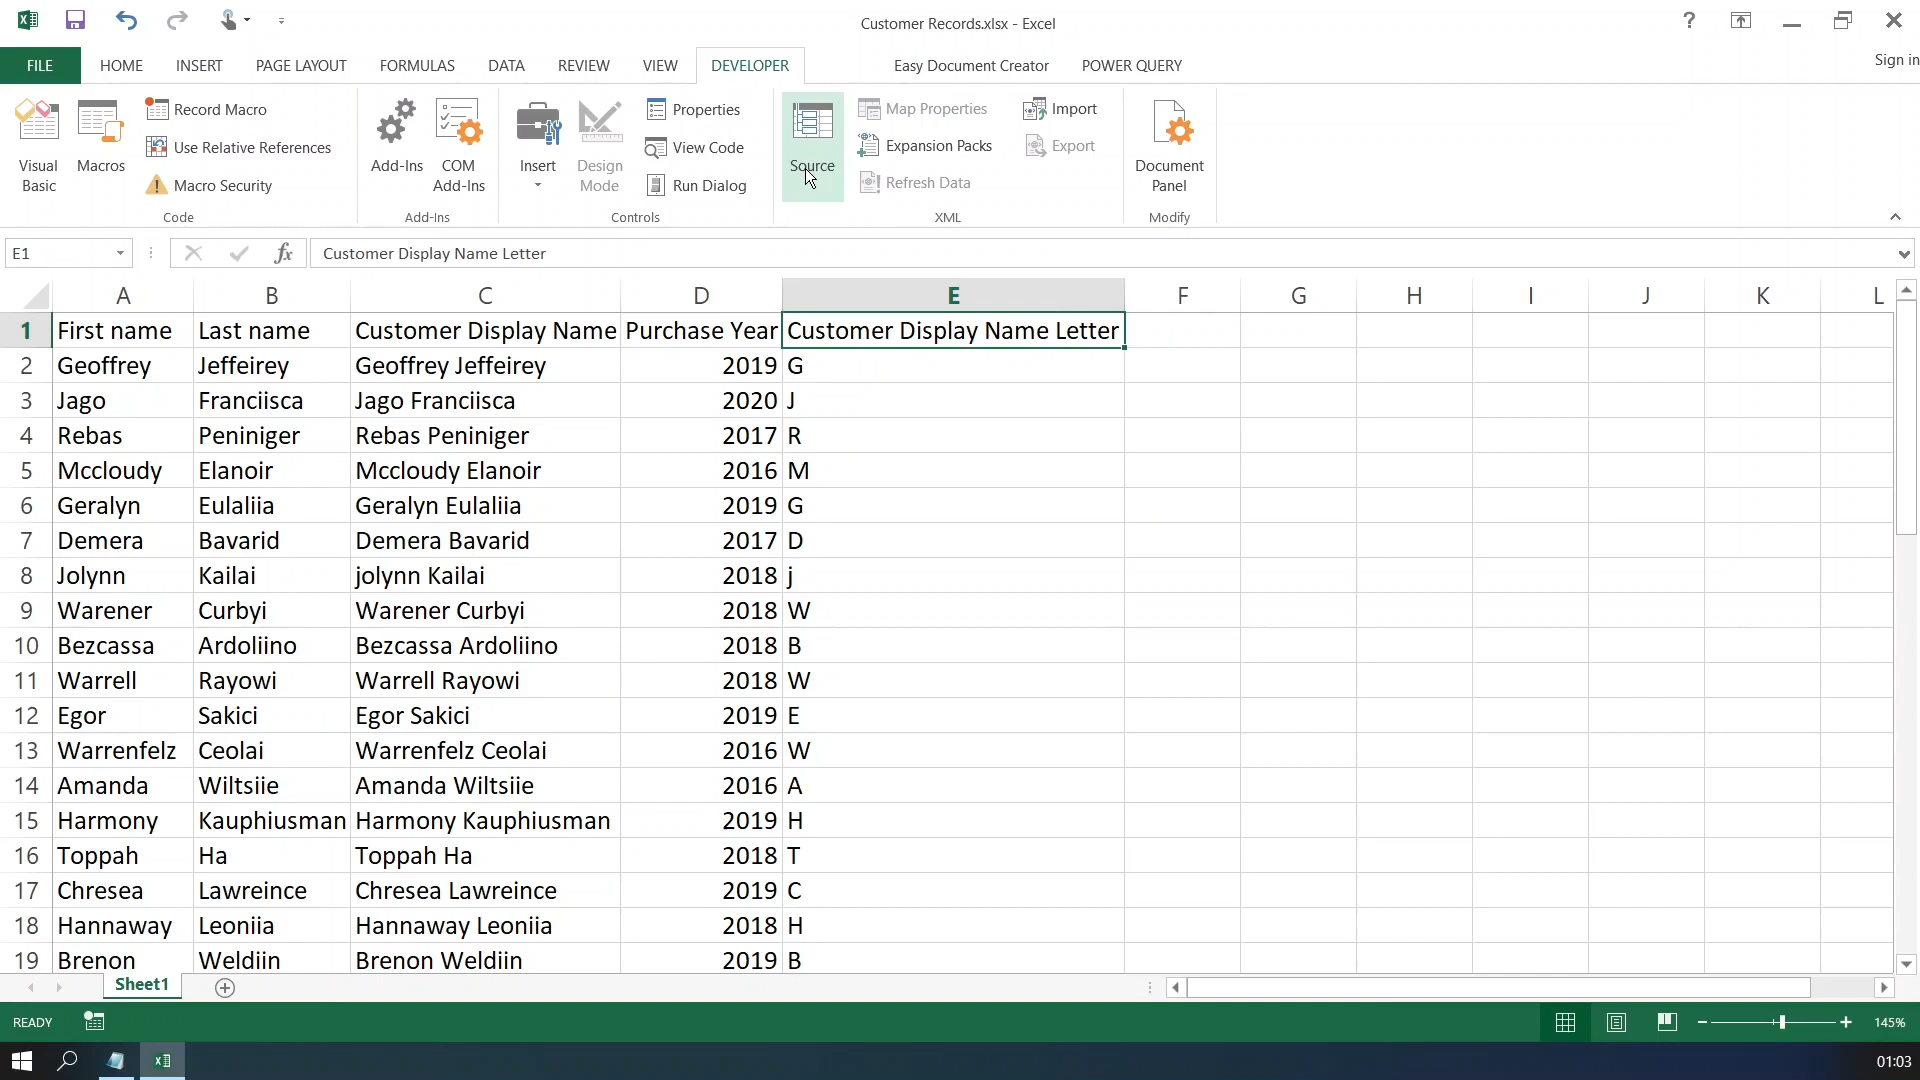 Customer Records.xlsx - Excel
?
Sign in
FILE HOME INSERT PAGE LAYOUT FORMULAS DATA REVIEW VIEW DEVELOPER Easy Document Creator POWER QUERY
Visual Basic
Macros
Record Macro
Use Relative References
Macro Security
Code
Add-Ins
COM Add-Ins
Add-Ins
Insert
Design Mode
Properties
View Code
Run Dialog
Controls
Source
Map Properties
Expansion Packs
Refresh Data
Import
Export
XML
Document Panel
Modify
E1 fx Customer Display Name Letter
A B C D E F G H I J K L
1 First name Last name Customer Display Name Purchase Year Customer Display Name Letter
2 Geoffrey Jeffeirey Geoffrey Jeffeirey 2019 G
3 Jago Franciisca Jago Franciisca 2020 J
4 Rebas Peniniger Rebas Peniniger 2017 R
5 Mccloudy Elanoir Mccloudy Elanoir 2016 M
6 Geralyn Eulaliia Geralyn Eulaliia 2019 G
7 Demera Bavarid Demera Bavarid 2017 D
8 Jolynn Kailai jolynn Kailai 2018 j
9 Warener Curbyi Warener Curbyi 2018 W
10 Bezcassa Ardoliino Bezcassa Ardoliino 2018 B
11 Warrell Rayowi Warrell Rayowi 2018 W
12 Egor Sakici Egor Sakici 2019 E
13 Warrenfelz Ceolai Warrenfelz Ceolai 2016 W
14 Amanda Wiltsiie Amanda Wiltsiie 2016 A
15 Harmony Kauphiusman Harmony Kauphiusman 2019 H
16 Toppah Ha Toppah Ha 2018 T
17 Chresea Lawreince Chresea Lawreince 2019 C
18 Hannaway Leoniia Hannaway Leoniia 2018 H
19 Brenon Weldiin Brenon Weldiin 2019 B
Sheet1
READY 145%
01:03